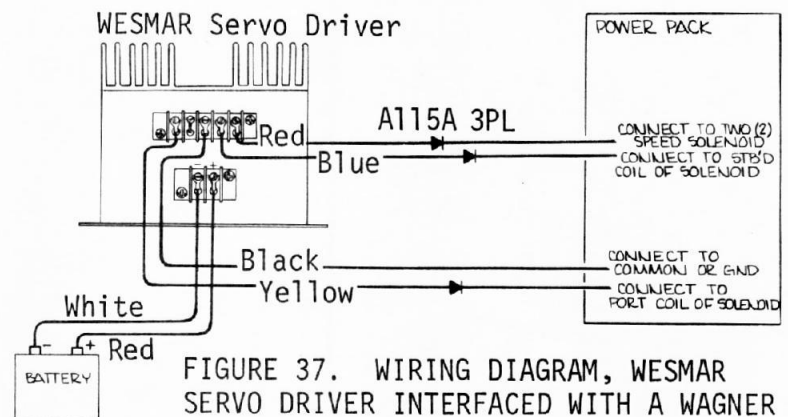 WESMAR Servo Driver
POWER PACK
Red
A115A 3PL
CONNECT TO TWO (2)
SPEED SOLENOID
Blue
CONNECT TO STB'D
COIL OF SOLENOID
- +
Black
CONNECT TO
COMMON OR GND
Yellow
CONNECT TO
PORT COIL OF SOLENOID
White
- + Red
BATTERY
FIGURE 37. WIRING DIAGRAM, WESMAR
SERVO DRIVER INTERFACED WITH A WAGNER